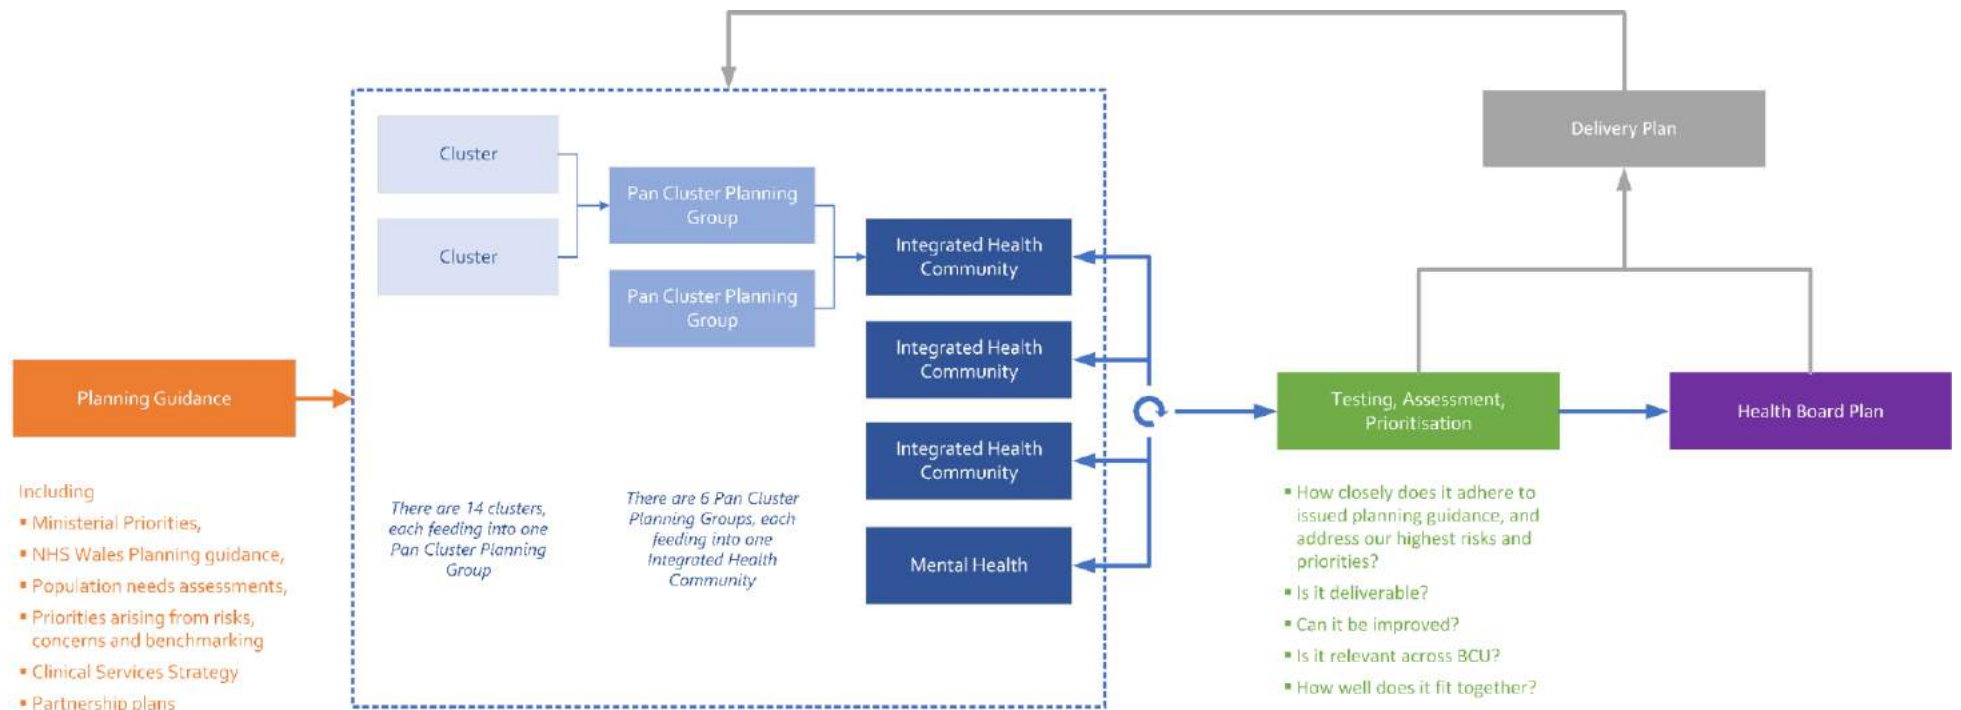 Delivery Plan
Cluster
Pan Cluster Planning
Group
Cluster
Integrated Health
Community
Pan Cluster Planning
Group
Integrated Health
Community
Planning Guidance
Testing, Assessment,
Prioritisation
Health Board Plan
Integrated Health
Community
Mental Health
Including
▪ Ministerial Priorities,
▪ NHS Wales Planning guidance,
▪ Population needs assessments,
▪ Priorities arising from risks,
concerns and benchmarking
▪ Clinical Services Strategy
▪ Partnership plans
There are 14 clusters,
each feeding into one
Pan Cluster Planning
Group
There are 6 Pan Cluster
Planning Groups, each
feeding into one
Integrated Health
Community
▪ How closely does it adhere to
issued planning guidance, and
address our highest risks and
priorities?
▪ Is it deliverable?
▪ Can it be improved?
▪ Is it relevant across BCU?
▪ How well does it fit together?